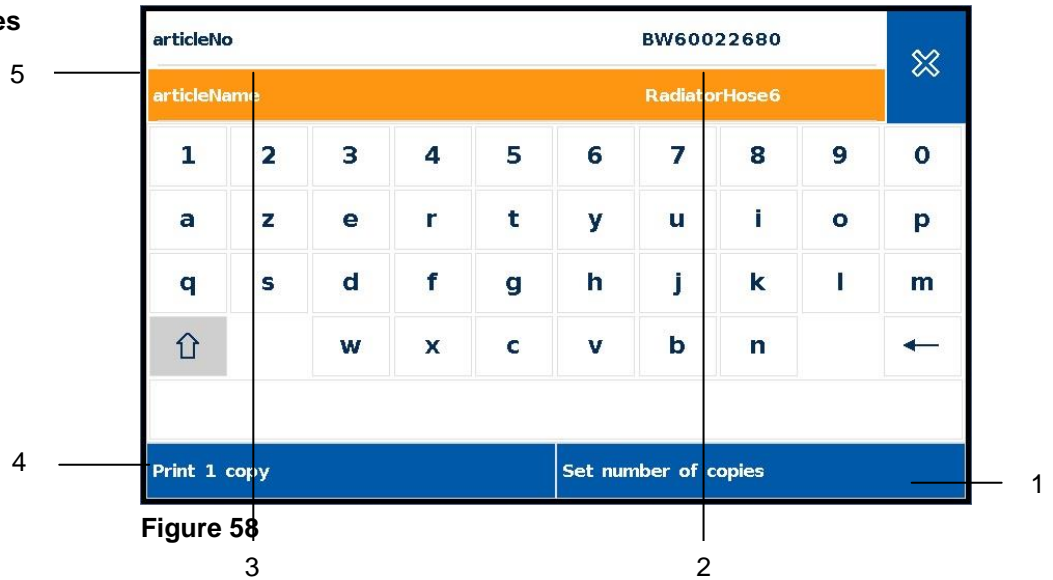 es
articleNo BW60022680
5
articleName RadiatorHose6
1 2 3 4 5 6 7 8 9 0
a z e r t y u i o p
q s d f g h j k l m
w x c v b n
4 Print 1 copy Set number of copies 1
Figure 58
3 2